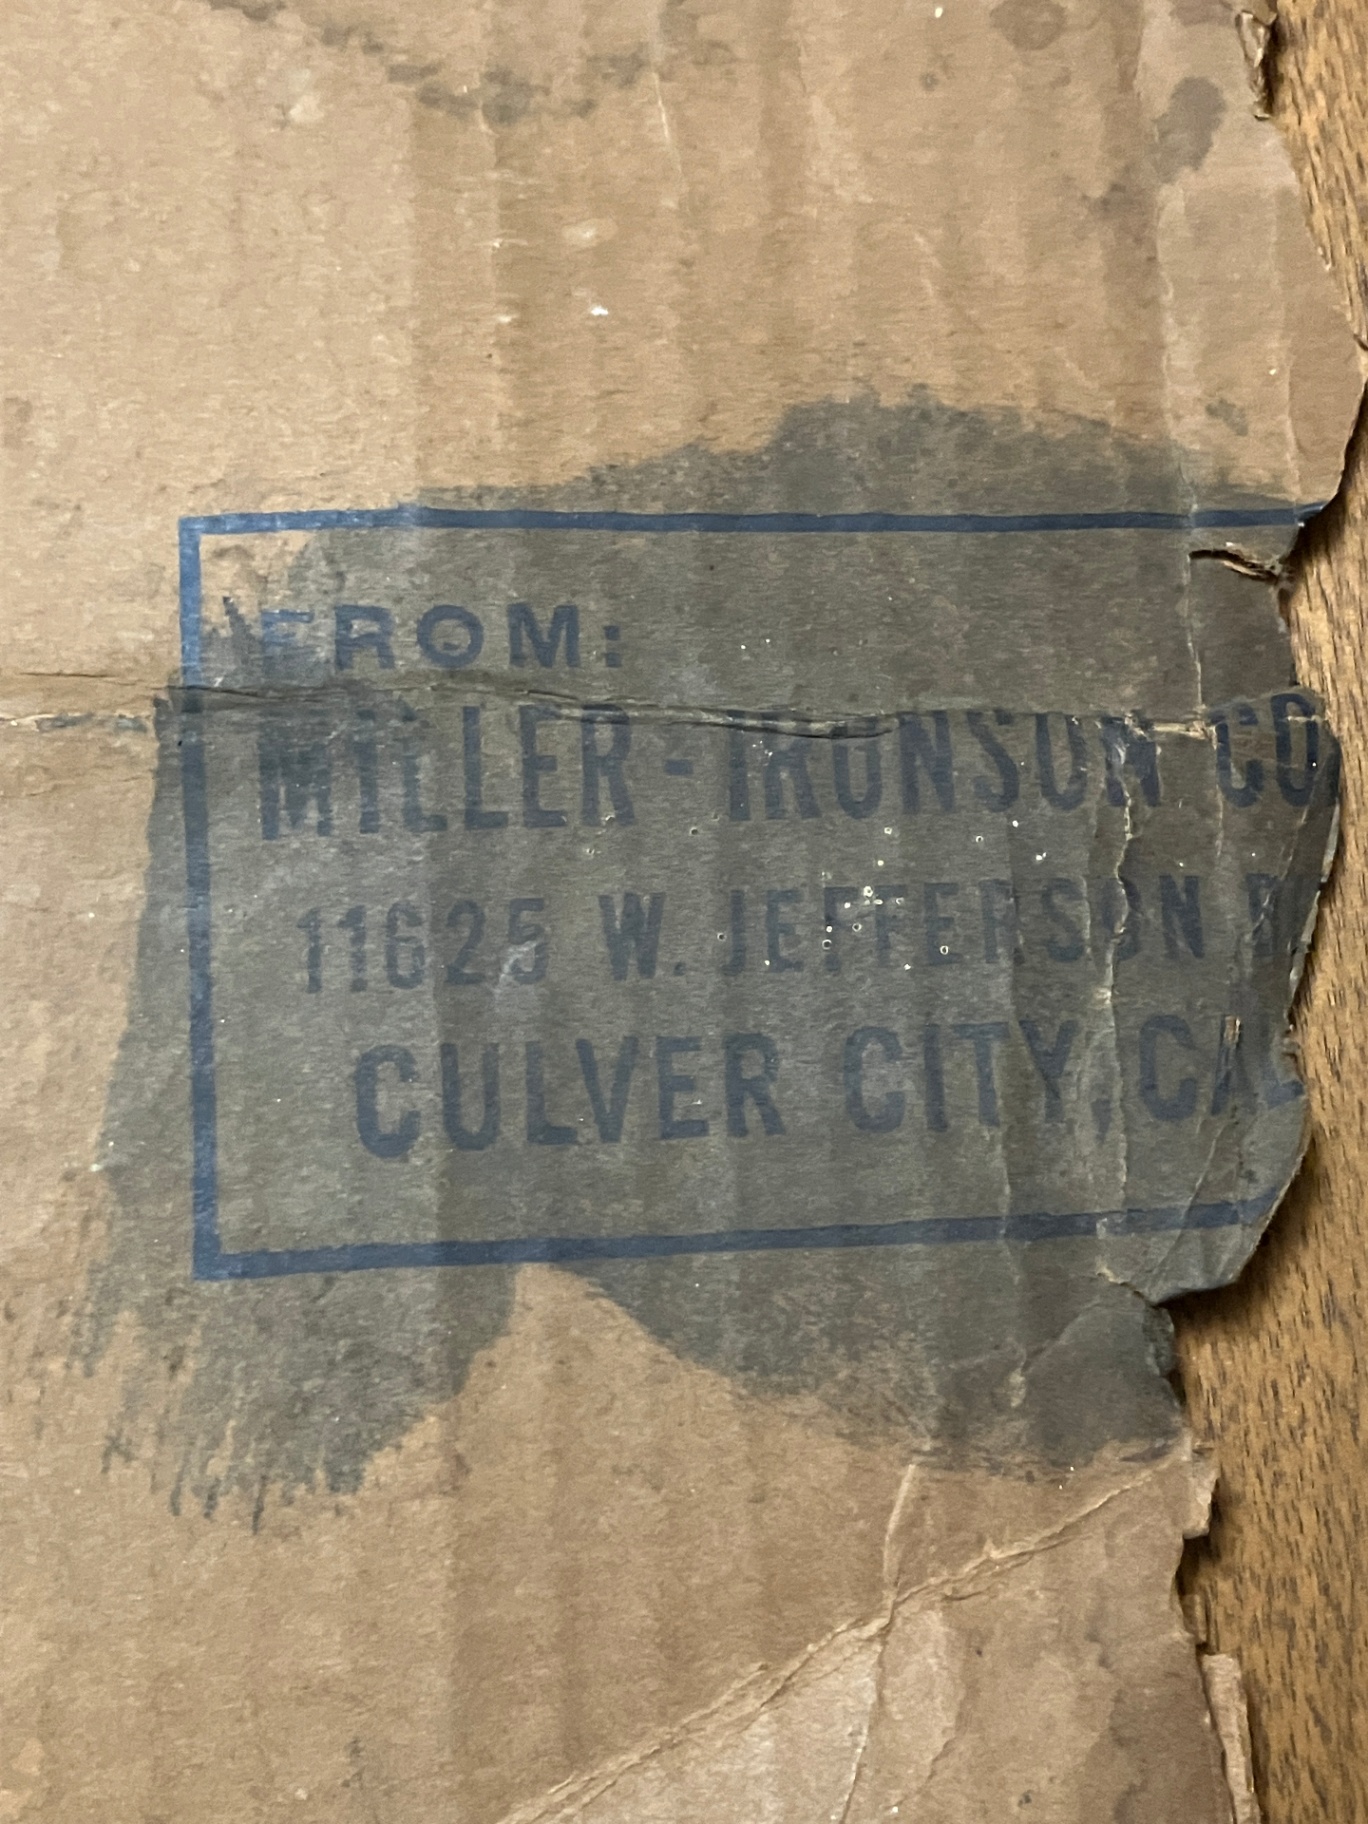 FROM:
MILLER-IRONSON CO
11625 W. JEFFERSON B
CULVER CITY, CAL